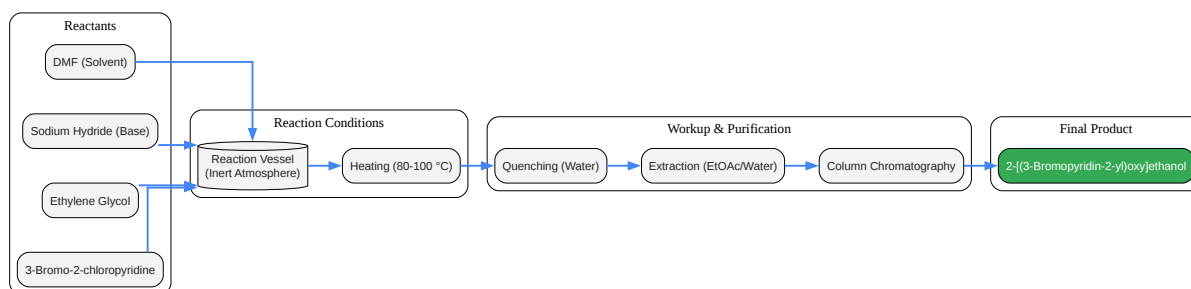 Reactants
DMF (Solvent)
Sodium Hydride (Base)
Ethylene Glycol
3-Bromo-2-chloropyridine
Reaction Conditions
Reaction Vessel
(Inert Atmosphere)
Heating (80-100 °C)
Workup & Purification
Quenching (Water)
Extraction (EtOAc/Water)
Column Chromatography
Final Product
2-[(3-Bromopyridin-2-yl)oxy]ethanol